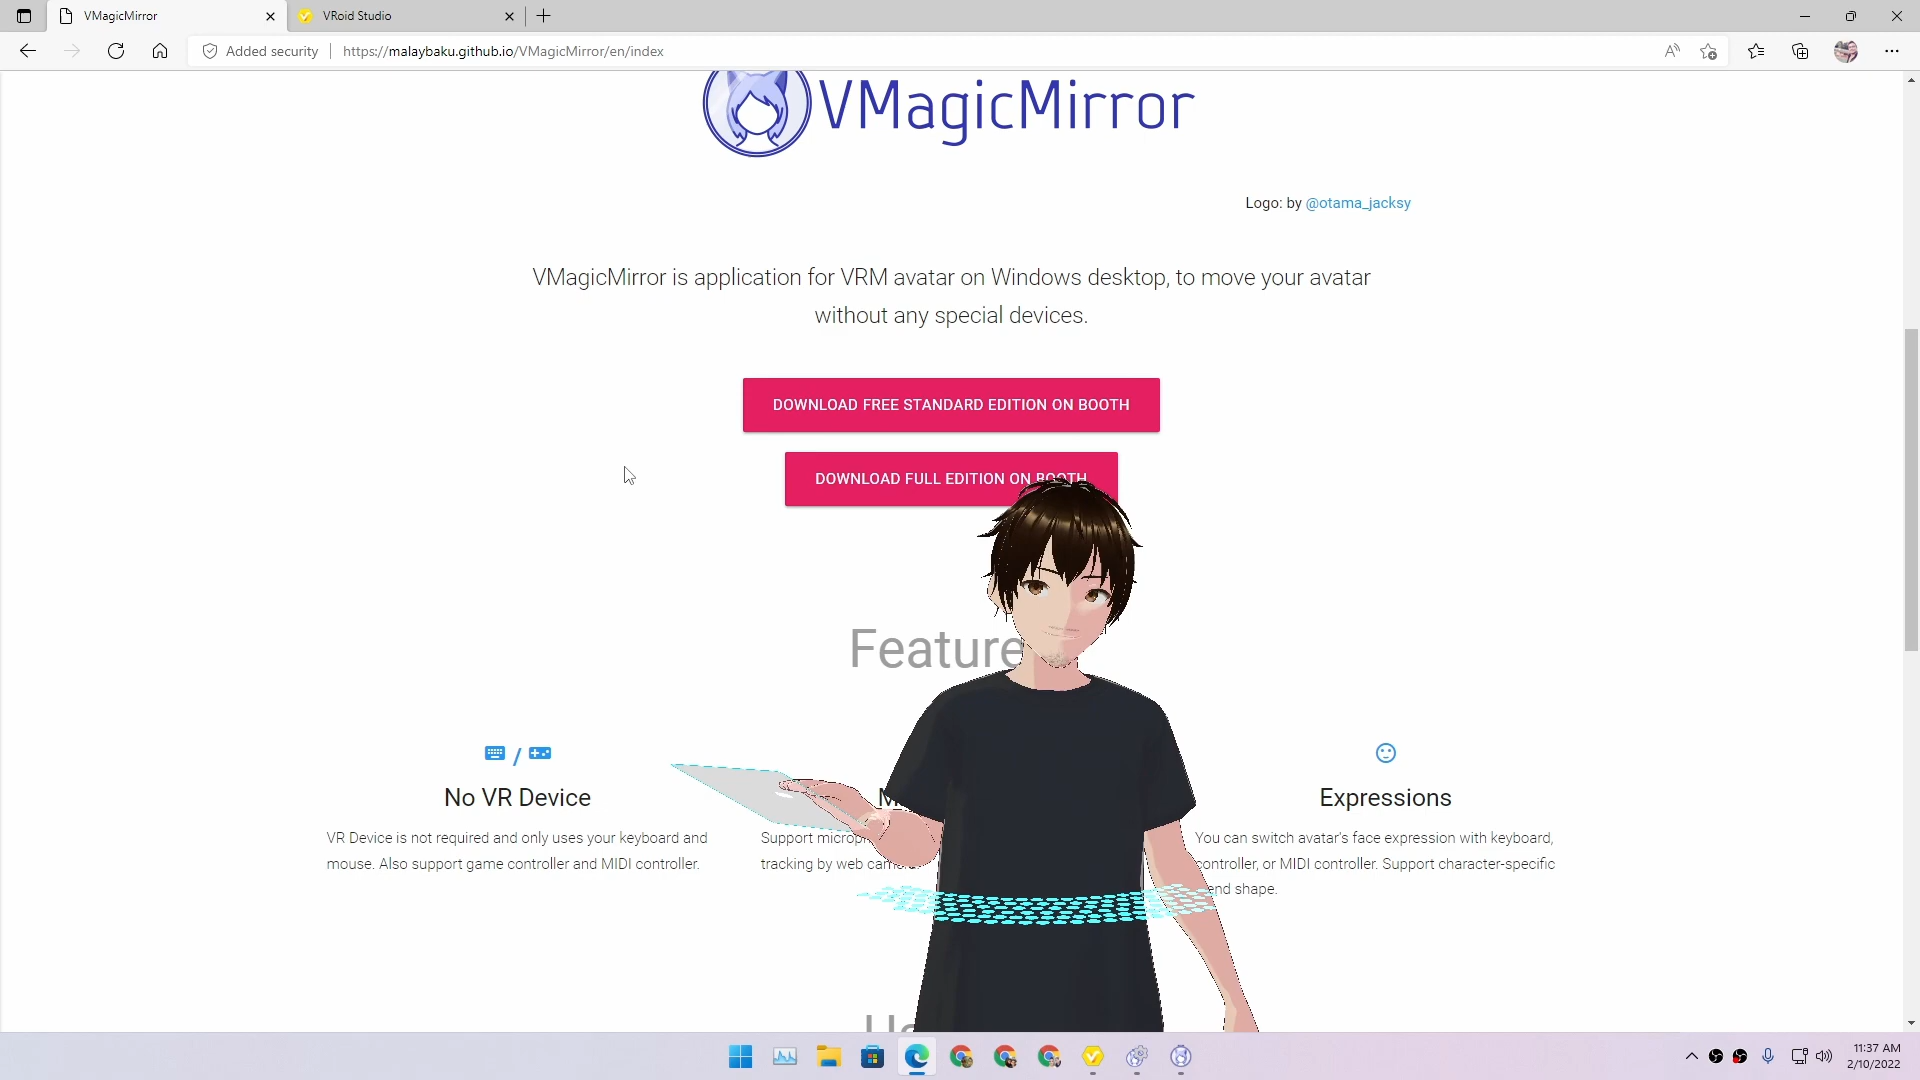 VMagicMirror
VRoid Studio
Added security
https://malaybaku.github.io/VMagicMirror/en/index
VMagicMirror
Logo: by @otama_jacksy
VMagicMirror is application for VRM avatar on Windows desktop, to move your avatar
without any special devices.
DOWNLOAD FREE STANDARD EDITION ON BOOTH
DOWNLOAD FULL EDITION ON BOOTH
Feature
No VR Device
VR Device is not required and only uses your keyboard and
mouse. Also support game controller and MIDI controller.
Support
tracking by web
Expressions
You can switch avatar's face expression with keyboard,
controller, or MIDI controller. Support character-specific
shape.
11:37 AM
2/10/2022